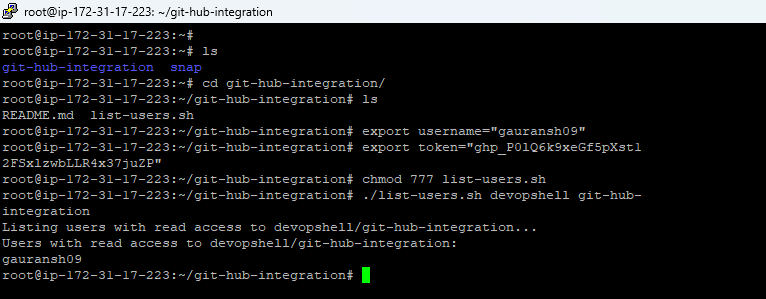 root@ip-172-31-17-223: ~/git-hub-integration
root@ip-172-31-17-223:~#
root@ip-172-31-17-223:~# ls
git-hub-integration  snap
root@ip-172-31-17-223:~# cd git-hub-integration/
root@ip-172-31-17-223:~/git-hub-integration# ls
README.md  list-users.sh
root@ip-172-31-17-223:~/git-hub-integration# export username="gauransh09"
root@ip-172-31-17-223:~/git-hub-integration# export
root@ip-172-31-17-223:~/git-hub-integration# chmod 777 list-users.sh
root@ip-172-31-17-223:~/git-hub-integration# ./list-users.sh devopshell git-hub-
integration
Listing users with read access to devopshell/git-hub-integration...
Users with read access to devopshell/git-hub-integration:
gauransh09
root@ip-172-31-17-223:~/git-hub-integration#